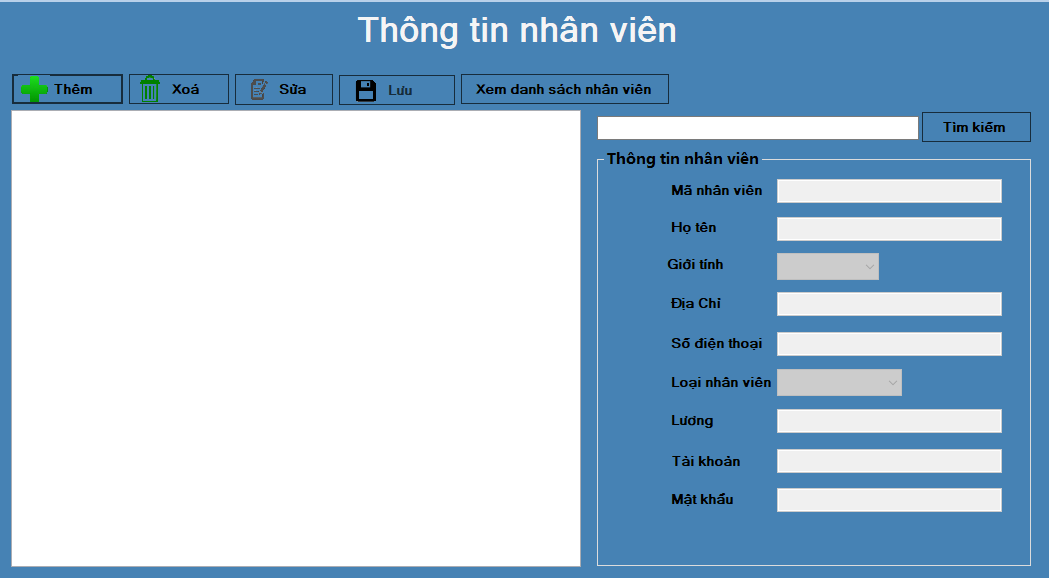 Thông tin nhân viên
Thêm
Xoá
Sửa
Lưu
Xem danh sách nhân viên
Tìm kiếm
Thông tin nhân viên
Mã nhân viên
Họ tên
Giới tính
Địa Chỉ
Số điện thoại
Loại nhân viên
Lương
Tài khoản
Mật khẩu